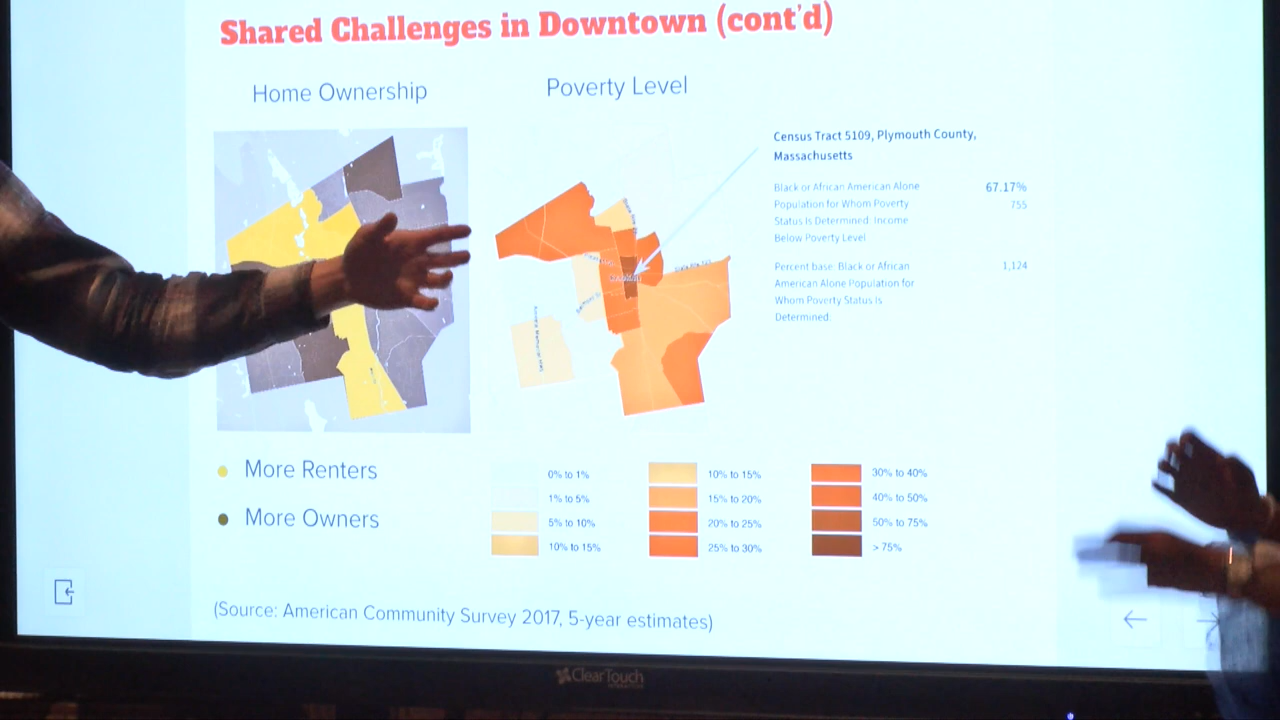 Shared Challenges in Downtown (cont'd)
Home Ownership
Poverty Level
Census Tract 5109, Plymouth County,
Massachusetts
Black or African American Alone
Population for Whom Poverty
Status Is Determined: Income
Below Poverty Level
67.17%
755
Percent base: Black or African
American Alone Population for
Whom Poverty Status Is
Determined:
1,124
More Renters
More Owners
0% to 1%
1% to 5%
5% to 10%
10% to 15%
10% to 15%
15% to 20%
20% to 25%
25% to 30%
30% to 40%
40% to 50%
50% to 75%
> 75%
(Source: American Community Survey 2017, 5-year estimates)
ClearTouch